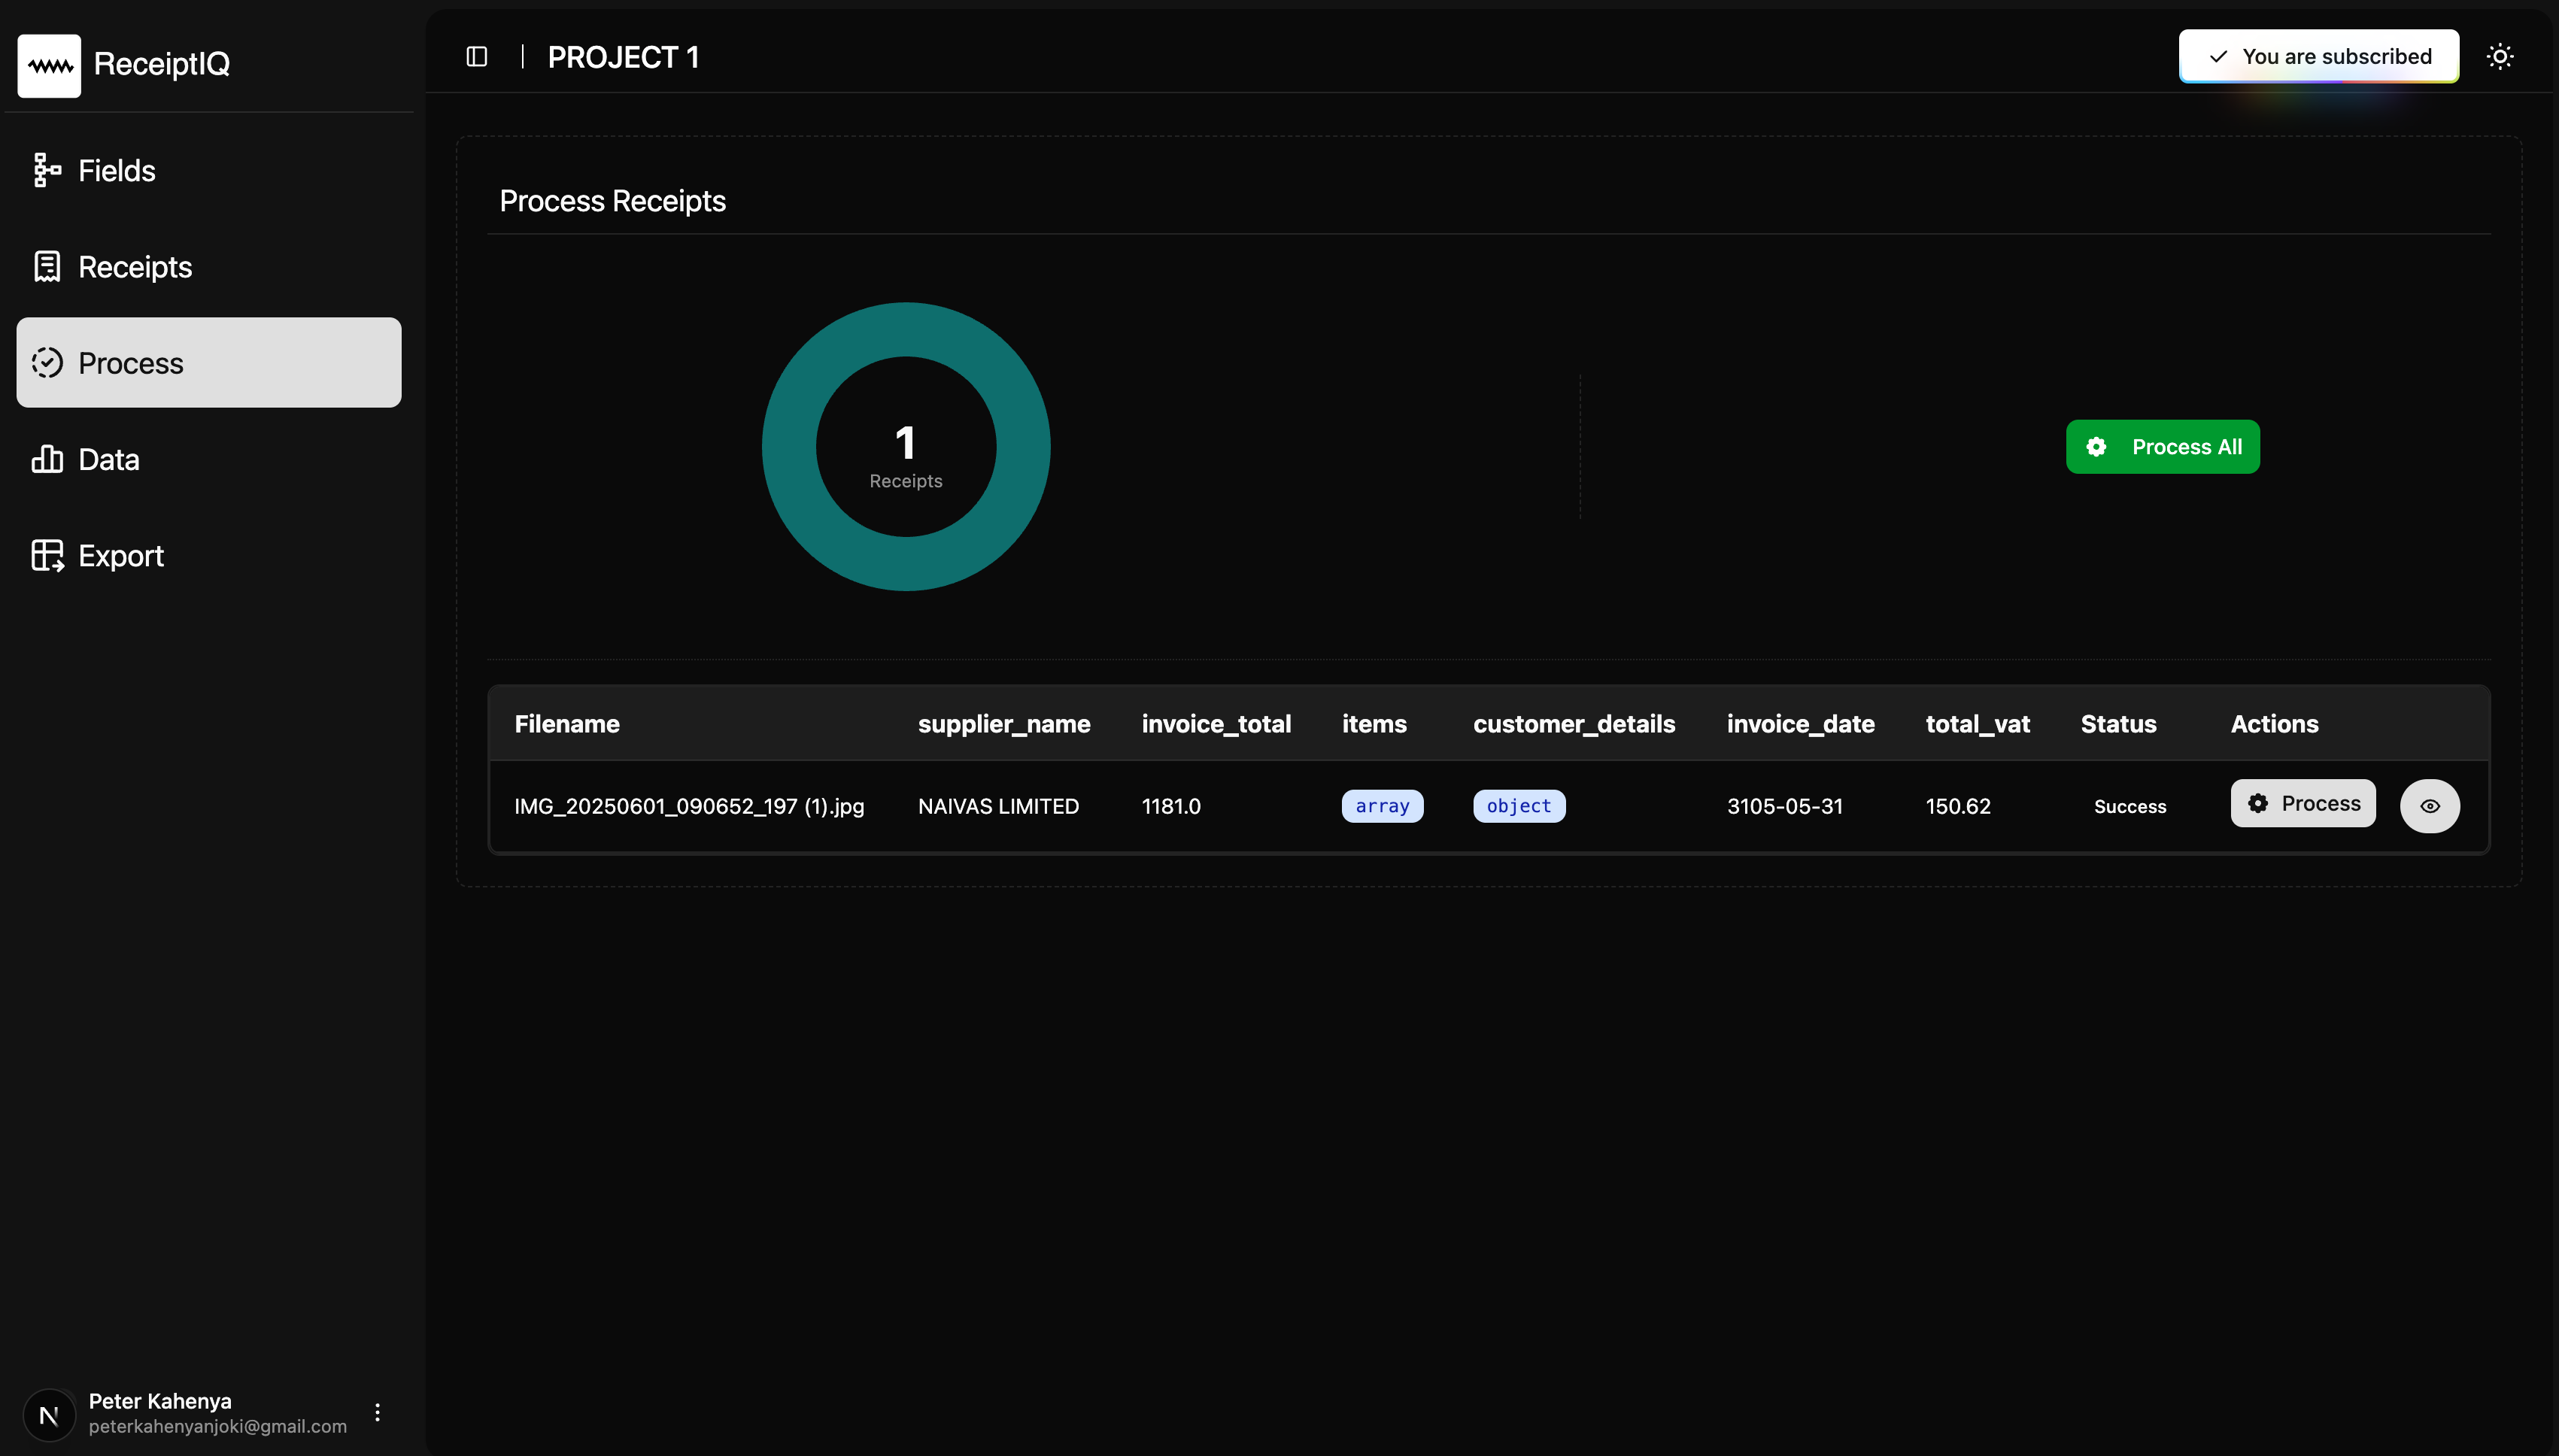 ReceiptIQ
PROJECT 1
You are subscribed
Fields
Receipts
Process
Data
Export
Process Receipts
1
Receipts
Process All
Filename supplier_name invoice_total items customer_details invoice_date total_vat Status Actions
IMG_20250601_090652_197 (1).jpg NAIVAS LIMITED 1181.0 array object 3105-05-31 150.62 Success Process
N
Peter Kahenya
peterkahenyanjoki@gmail.com